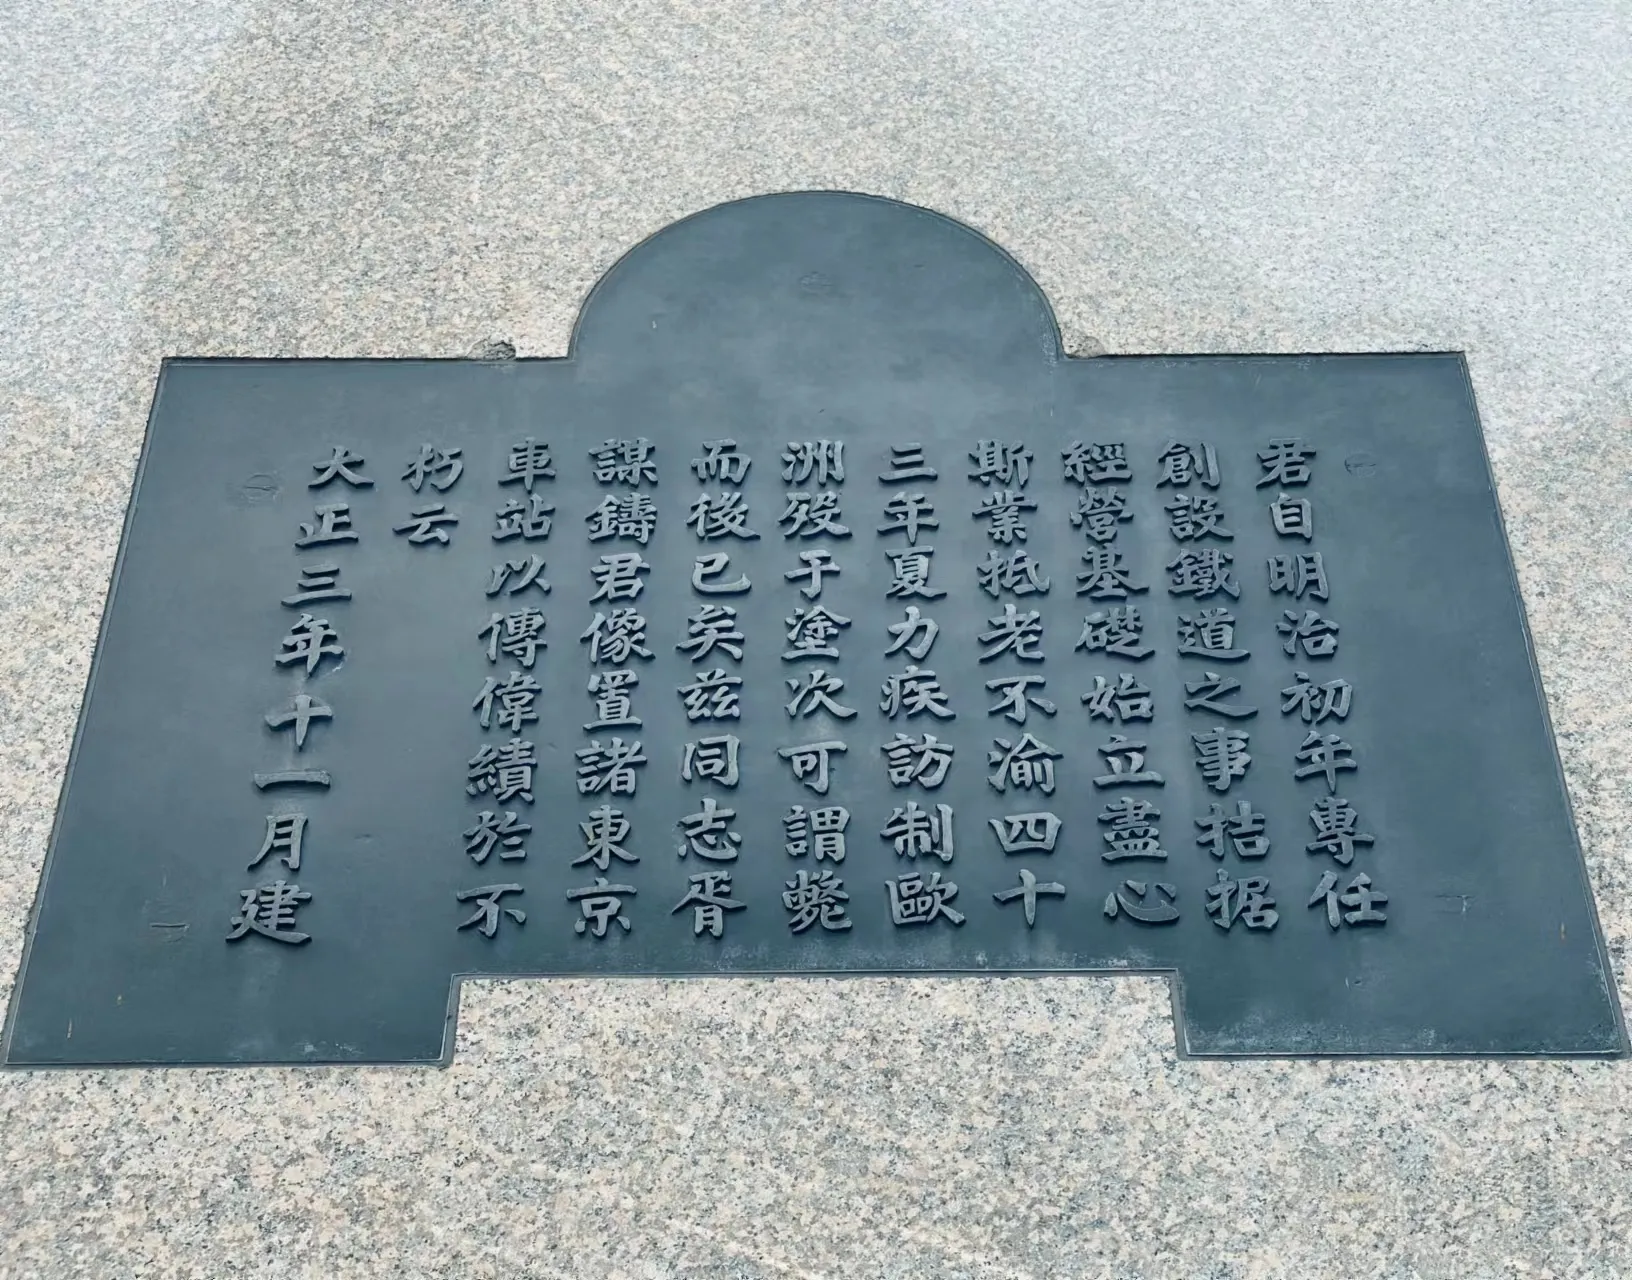 君自明治初年專任
創設鐵道之事拮据
經營基礎始立盡心
斯業抵老不渝四十
三年夏力疾訪制歐
洲歿于塗次可謂斃
而後已矣茲同志胥
謀鑄君像置諸東京
車站以傳偉績於不
朽云
大正三年十一月建